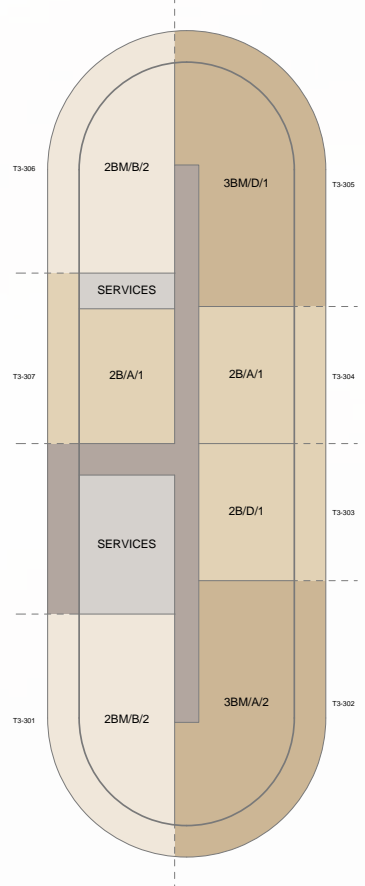 T3-306
2BM/B/2
3BM/D/1
T3-305
SERVICES
T3-307
2B/A/1
2B/A/1
T3-304
SERVICES
2B/D/1
T3-303
T3-301
2BM/B/2
3BM/A/2
T3-302